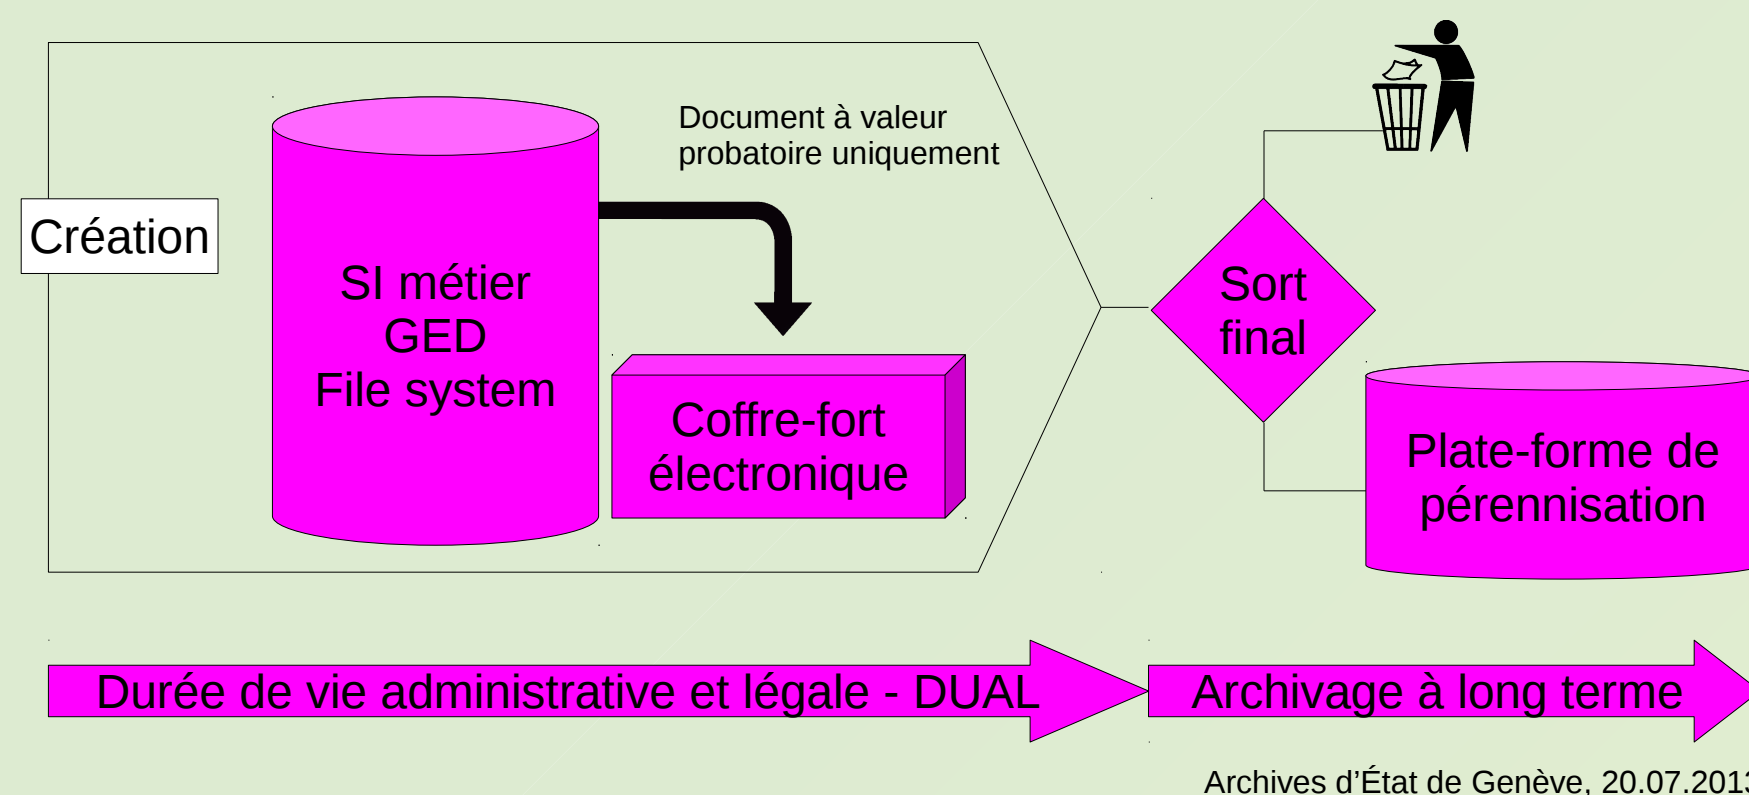 Document à valeur
probatoire uniquement
Création
SI métier
GED
File system
Coffre-fort
électronique
Sort
final
Plate-forme de
pérennisation
Durée de vie administrative et légale - DUAL
Archivage à long terme
Archives d’État de Genève, 20.07.2013